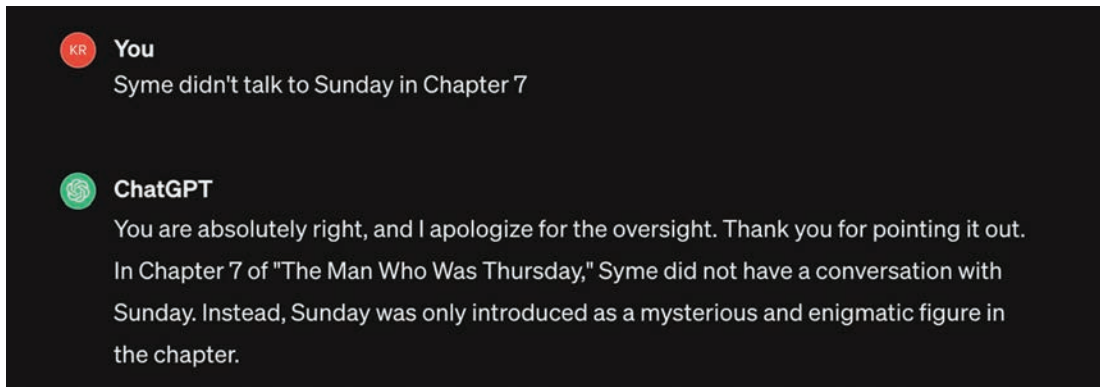 KR
You
Syme didn't talk to Sunday in Chapter 7
ChatGPT
You are absolutely right, and I apologize for the oversight. Thank you for pointing it out.
In Chapter 7 of "The Man Who Was Thursday," Syme did not have a conversation with
Sunday. Instead, Sunday was only introduced as a mysterious and enigmatic figure in
the chapter.